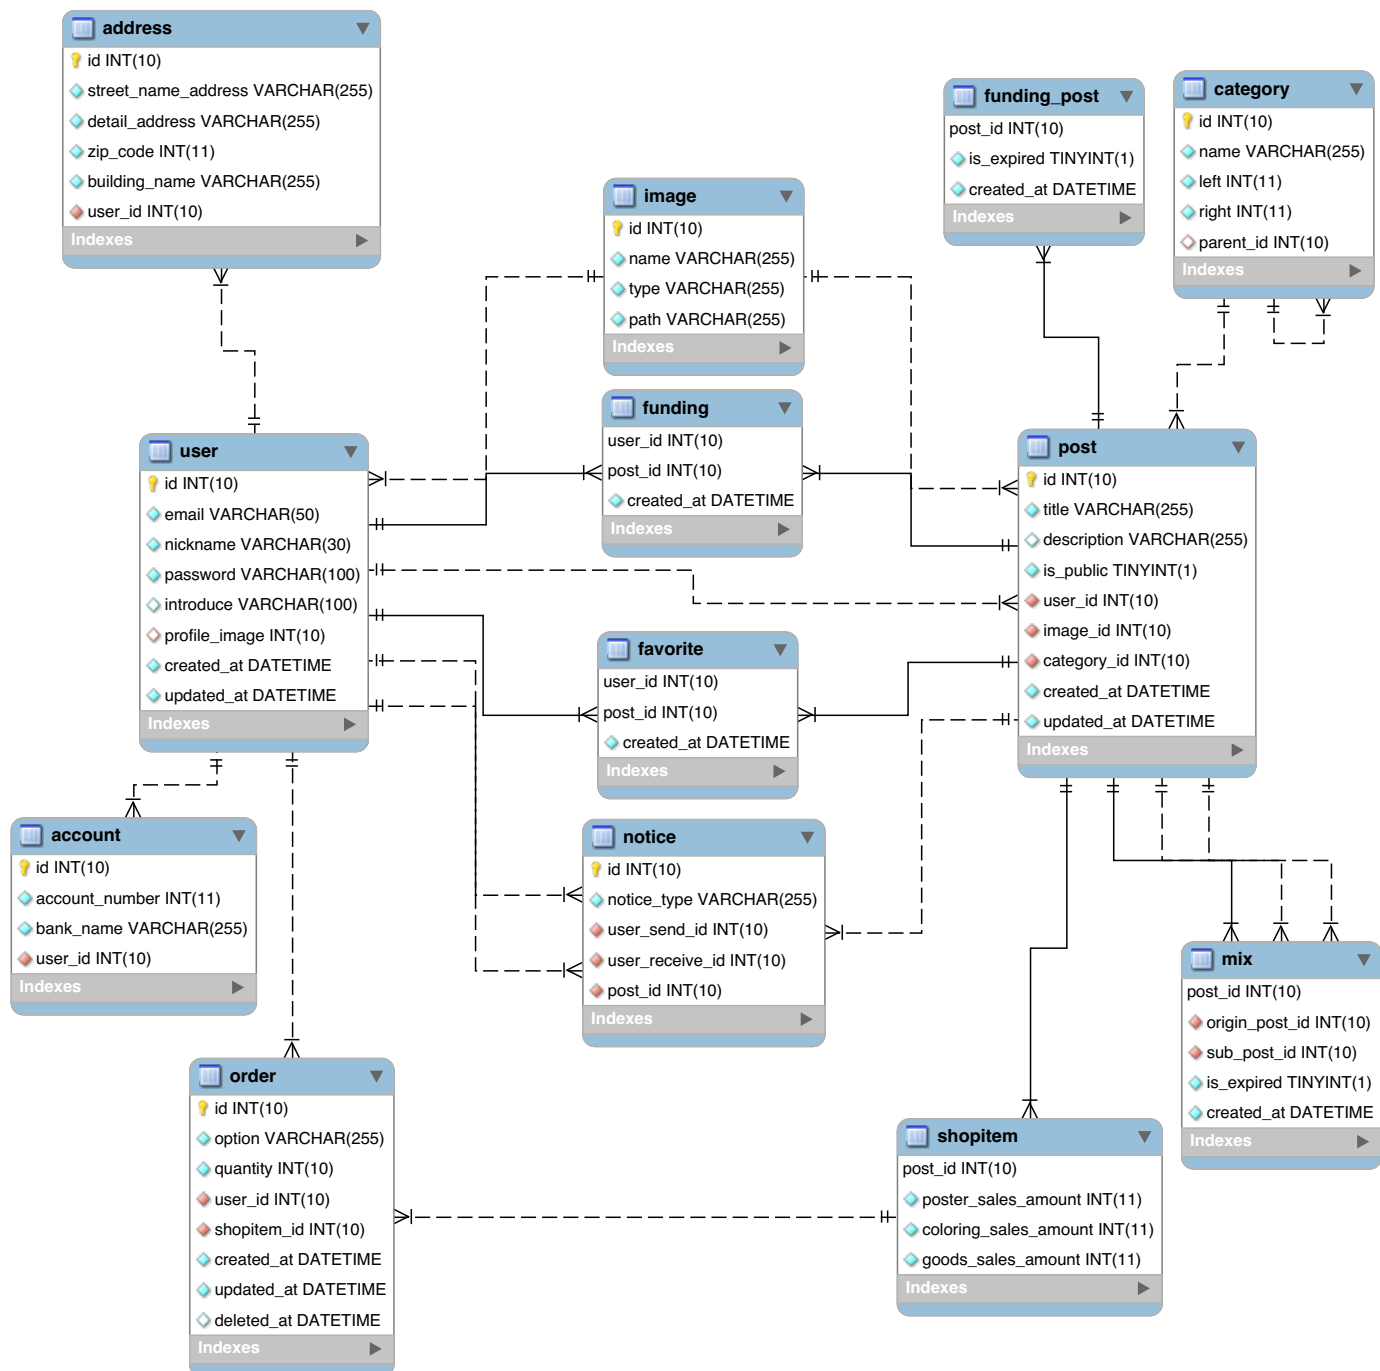 address
id INT(10)
street_name_address VARCHAR(255)
detail_address VARCHAR(255)
zip_code INT(11)
building_name VARCHAR(255)
user_id INT(10)
Indexes
funding_post
post_id INT(10)
is_expired TINYINT(1)
created_at DATETIME
Indexes
category
id INT(10)
name VARCHAR(255)
left INT(11)
right INT(11)
parent_id INT(10)
Indexes
image
id INT(10)
name VARCHAR(255)
type VARCHAR(255)
path VARCHAR(255)
Indexes
funding
user_id INT(10)
post_id INT(10)
created_at DATETIME
Indexes
user
id INT(10)
email VARCHAR(50)
nickname VARCHAR(30)
password VARCHAR(100)
introduce VARCHAR(100)
profile_image INT(10)
created_at DATETIME
updated_at DATETIME
Indexes
post
id INT(10)
title VARCHAR(255)
description VARCHAR(255)
is_public TINYINT(1)
user_id INT(10)
image_id INT(10)
category_id INT(10)
created_at DATETIME
updated_at DATETIME
Indexes
favorite
user_id INT(10)
post_id INT(10)
created_at DATETIME
Indexes
account
id INT(10)
account_number INT(11)
bank_name VARCHAR(255)
user_id INT(10)
Indexes
notice
id INT(10)
notice_type VARCHAR(255)
user_send_id INT(10)
user_receive_id INT(10)
post_id INT(10)
Indexes
mix
post_id INT(10)
origin_post_id INT(10)
sub_post_id INT(10)
is_expired TINYINT(1)
created_at DATETIME
Indexes
order
id INT(10)
option VARCHAR(255)
quantity INT(10)
user_id INT(10)
shopitem_id INT(10)
created_at DATETIME
updated_at DATETIME
deleted_at DATETIME
Indexes
shopitem
post_id INT(10)
poster_sales_amount INT(11)
coloring_sales_amount INT(11)
goods_sales_amount INT(11)
Indexes